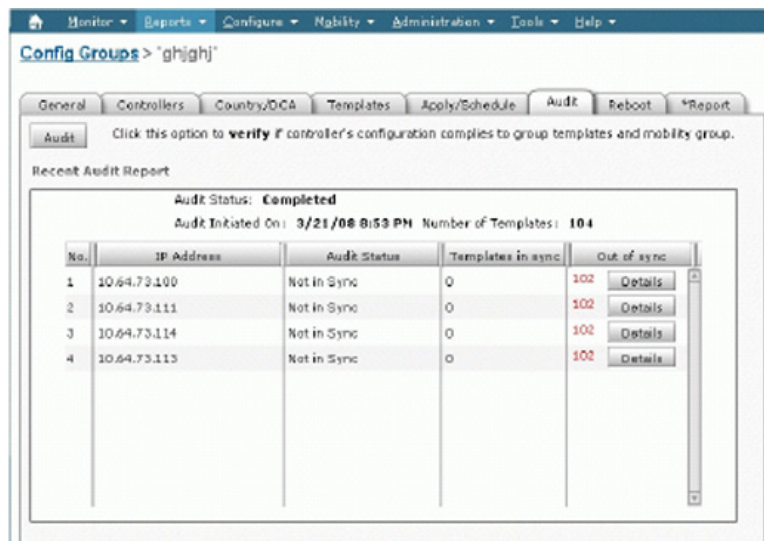 Monitor Reports Configure Mobility Administration Tools Help
Config Groups > 'ghjghj'
General Controllers Country/DCA Templates Apply/Schedule Audit Reboot *Report
Audit Click this option to verify if controller's configuration complies to group templates and mobility group.
Recent Audit Report
Audit Status: Completed
Audit Initiated On: 3/21/08 8:53 PM Number of Templates: 104
No. IP Address Audit Status Templates in sync Out of sync
1 10.64.73.100 Not in Sync 0 102 Details
2 10.64.73.111 Not in Sync 0 102 Details
3 10.64.73.114 Not in Sync 0 102 Details
4 10.64.73.113 Not in Sync 0 102 Details